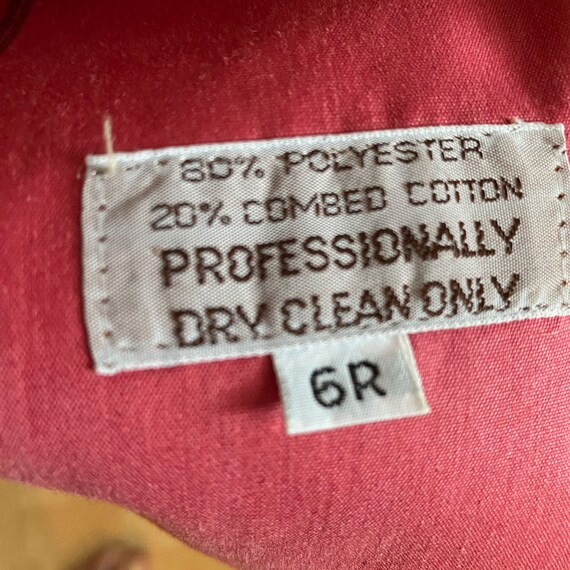 80% POLYESTER
20% COMBED COTTON
PROFESSIONALLY
DRY CLEAN ONLY
6R